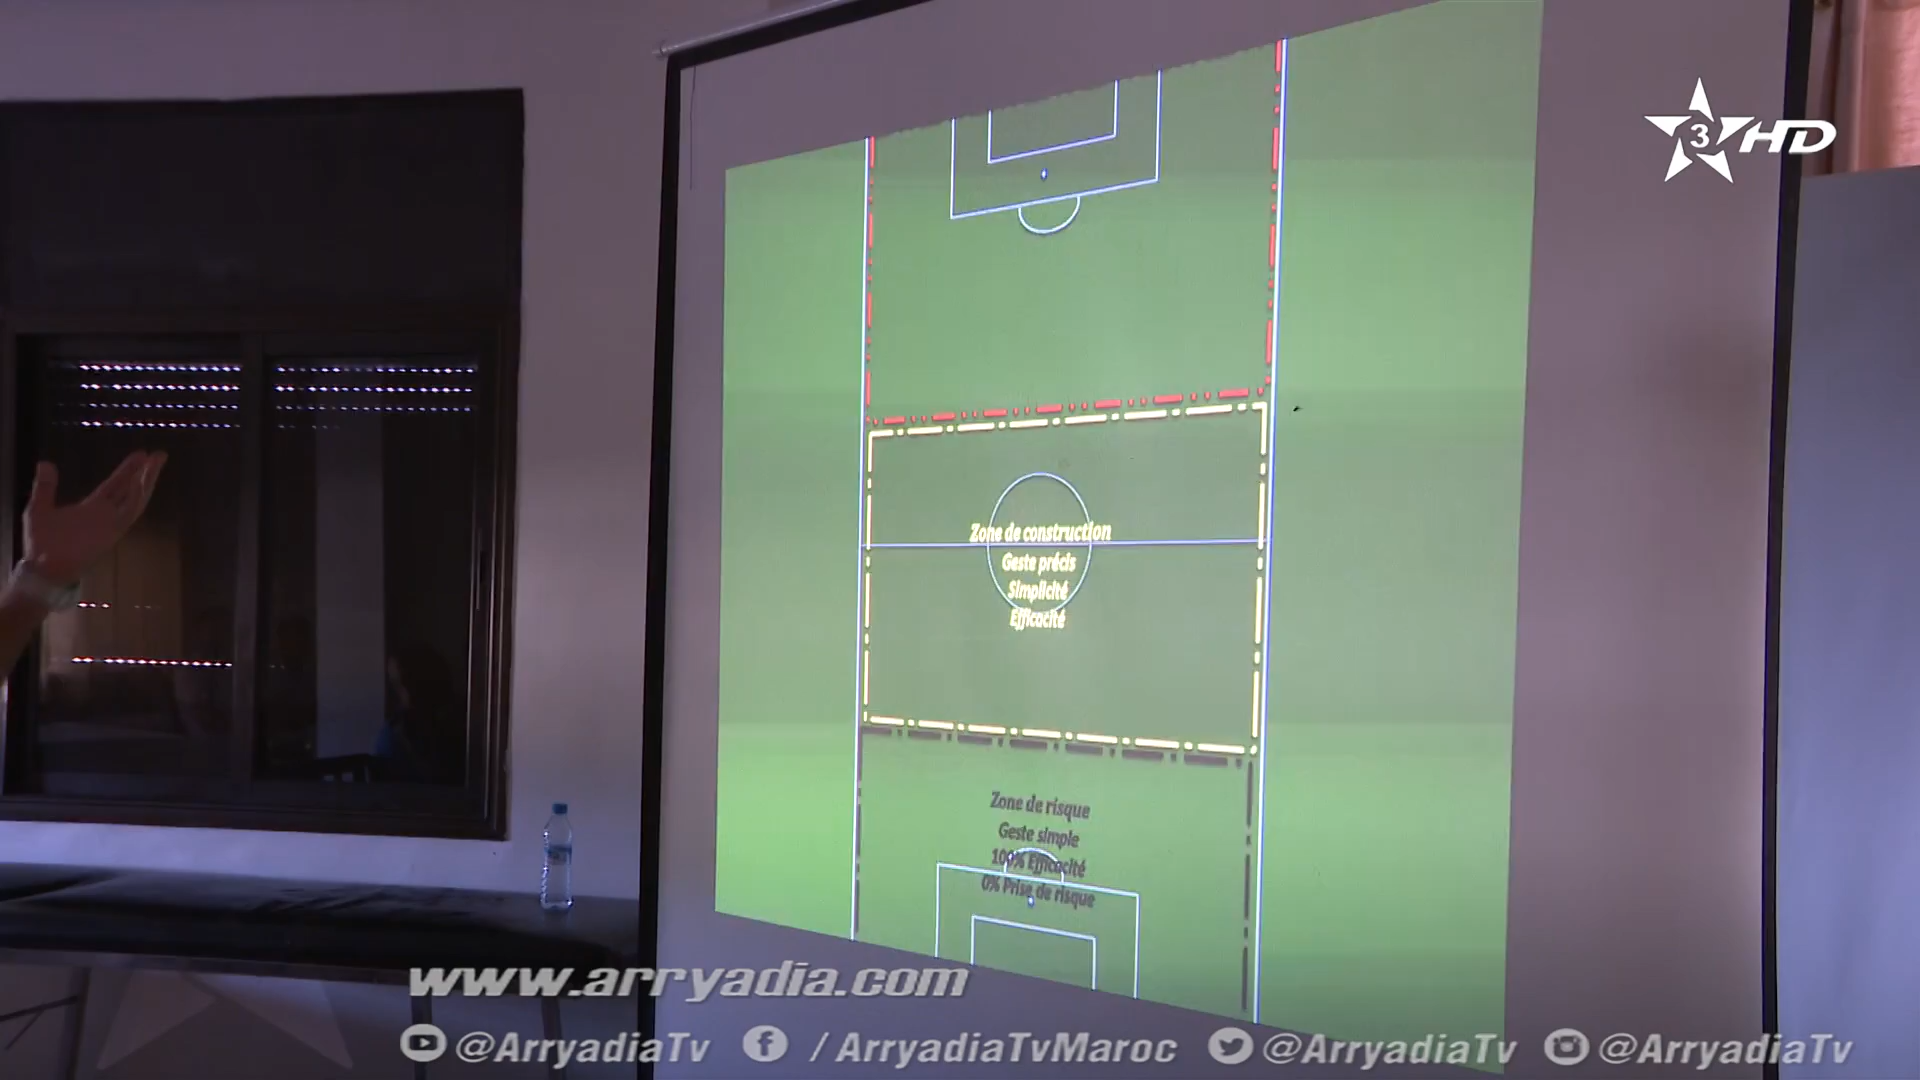 3 HD
Zone de construction
Geste précis
Simplicité
Efficacité
Zone de risque
Geste simple
100% Efficacité
0% Prise de risque
www.arryadia.com
@ArryadiaTv
/ ArryadiaTvMaroc
@ArryadiaTv
@ArryadiaTv